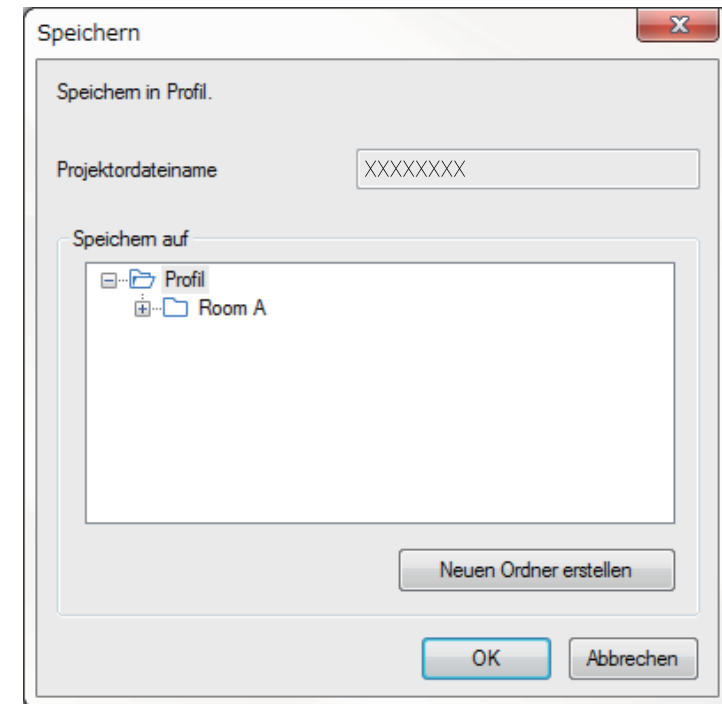 Speichern
Speichern in Profil.
Projektordateiname XXXXXXXX
Speichern auf
Profil
Room A
Neuen Ordner erstellen
OK Abbrechen